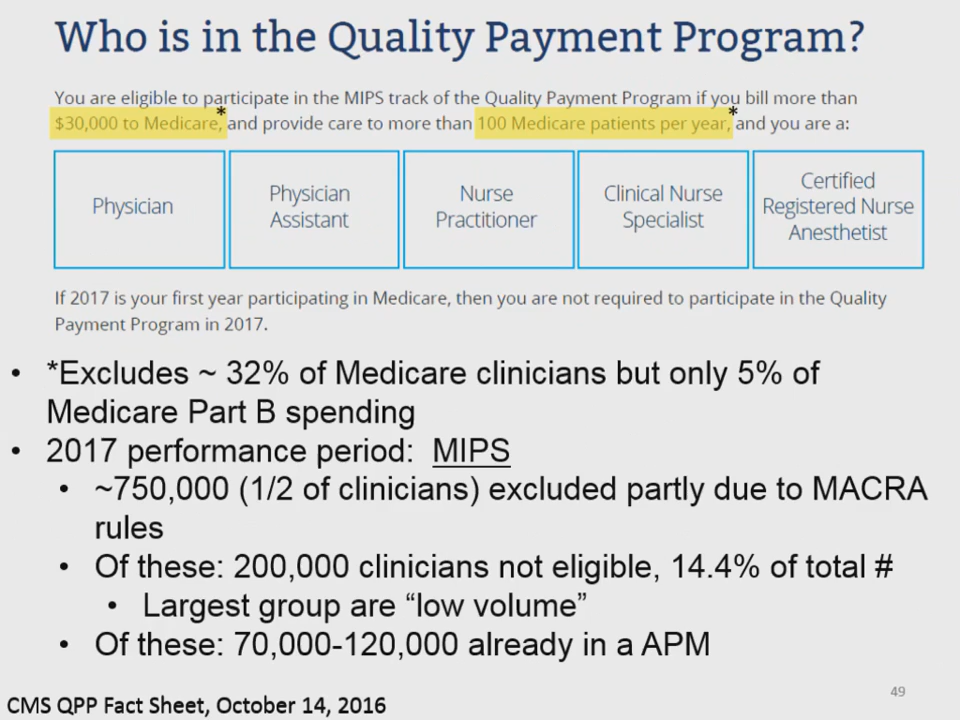 Who is in the Quality Payment Program?
You are eligible to participate in the MIPS track of the Quality Payment Program if you bill more than
$30,000 to Medicare,* and provide care to more than 100 Medicare patients per year,* and you are a:
Physician
Physician
Assistant
Nurse
Practitioner
Clinical Nurse
Specialist
Certified
Registered Nurse
Anesthetist
If 2017 is your first year participating in Medicare, then you are not required to participate in the Quality
Payment Program in 2017.
• *Excludes ~ 32% of Medicare clinicians but only 5% of
Medicare Part B spending
• 2017 performance period: MIPS
• ~750,000 (1/2 of clinicians) excluded partly due to MACRA
rules
• Of these: 200,000 clinicians not eligible, 14.4% of total #
• Largest group are “low volume”
• Of these: 70,000-120,000 already in a APM
49
CMS QPP Fact Sheet, October 14, 2016